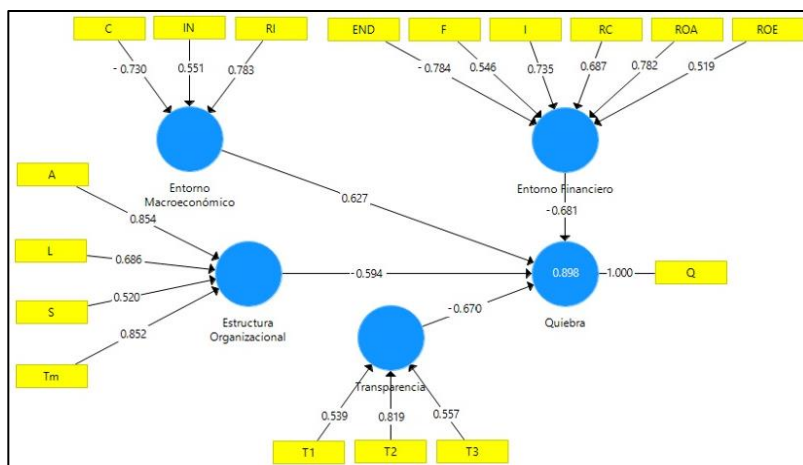 C
IN
RI
END
F
I
RC
ROA
ROE
- 0.730
0.551
0.783
- 0.784
0.546
0.735
0.687
0.782
0.519
A
Entorno
Macroeconómico
Entorno Financiero
0.854
0.627
- 0.681
L
0.686
-0.594
0.898
1.000
Q
S
0.520
Estructura
Organizacional
Quiebra
-0.670
0.852
Tm
Transparencia
0.539
0.819
0.557
T1
T2
T3